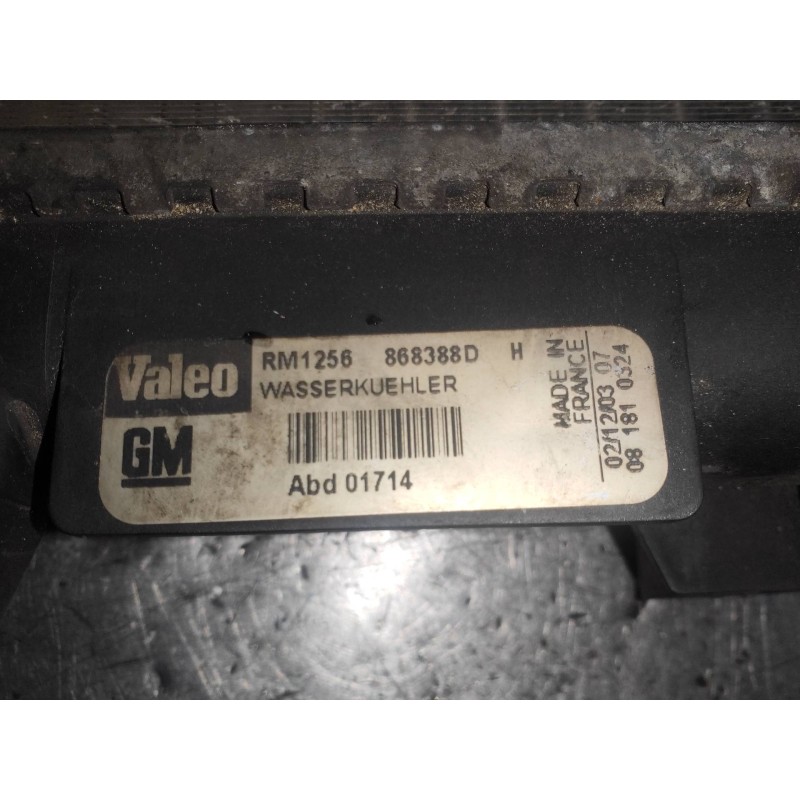 Valeo
RM1256 868388D H
WASSERKUEHLER
GM
Abd 01714
MADE IN
FRANCE
02/12/03 07
08 181 0324